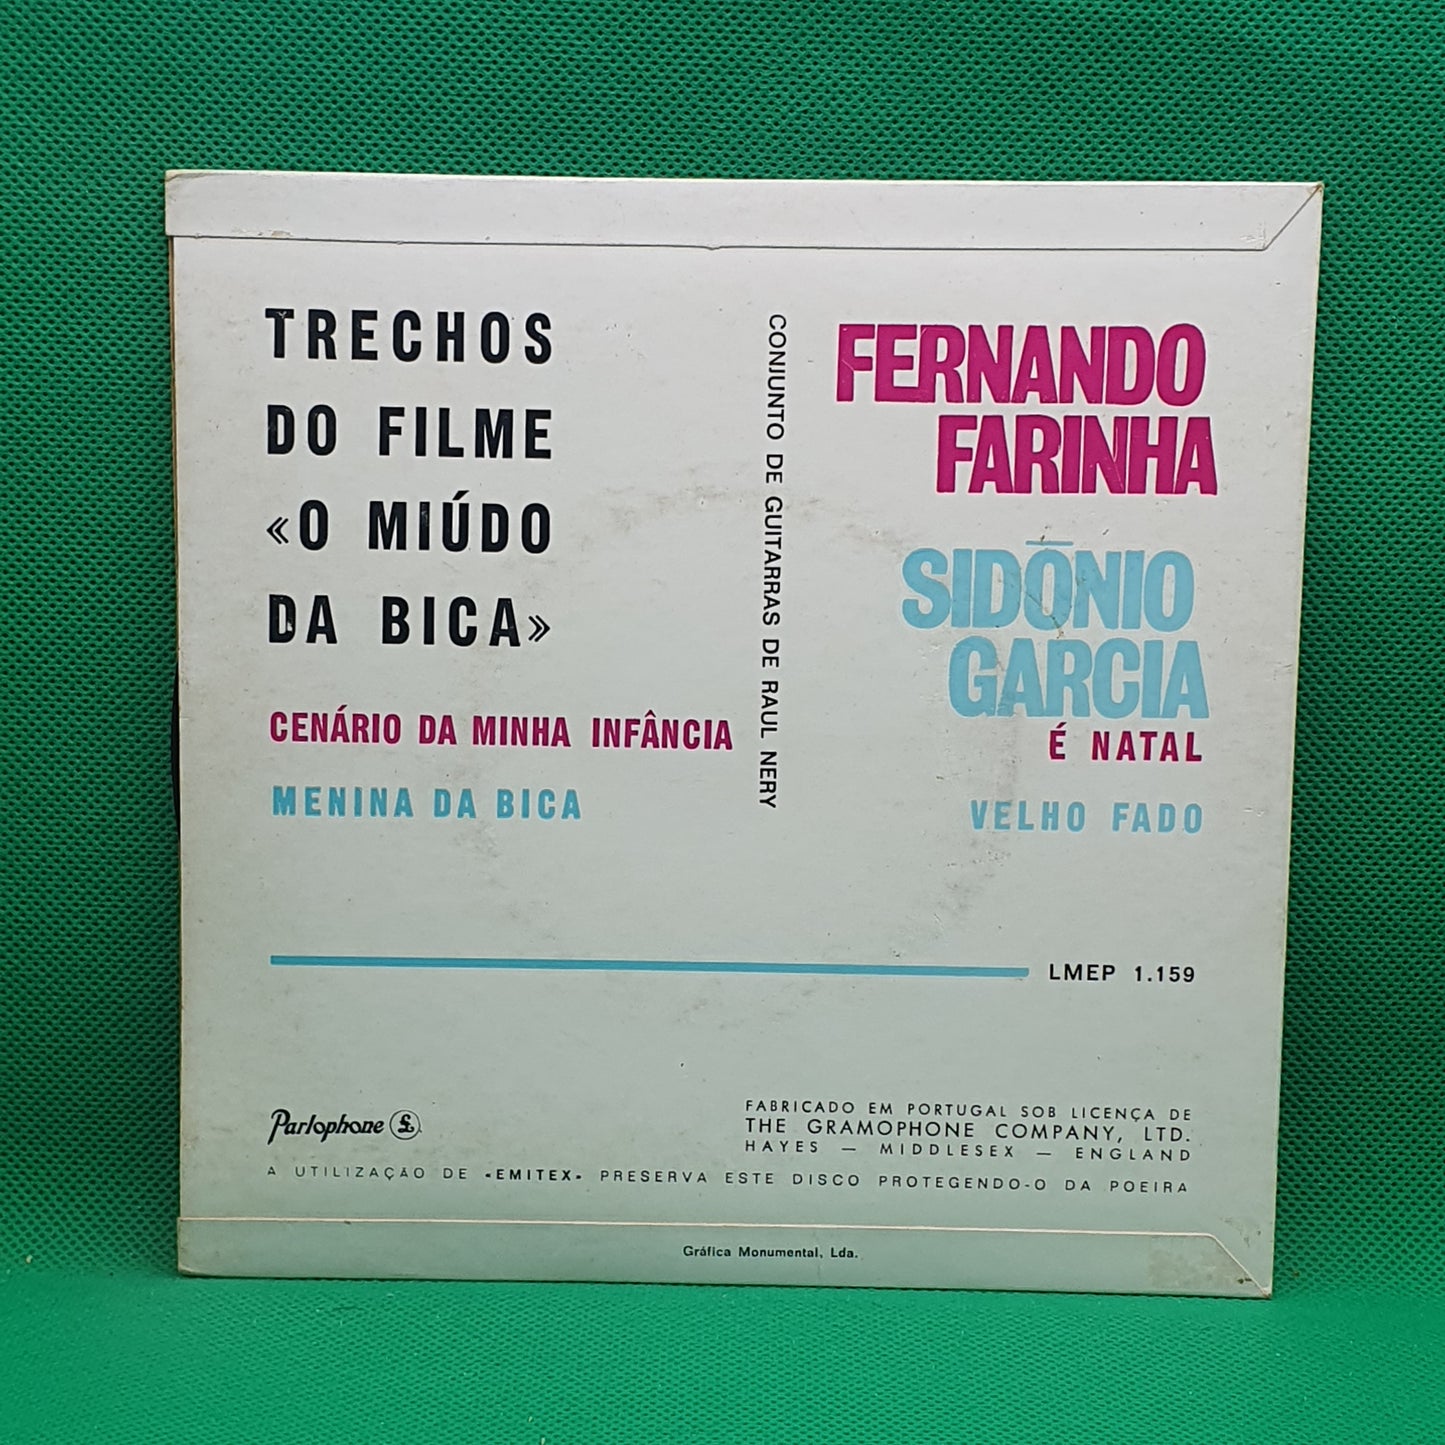 TRECHOS
DO FILME
«O MIÚDO
DA BICA»
CENÁRIO DA MINHA INFÂNCIA
MENINA DA BICA
CONJUNTO DE GUITARRAS DE RAUL NERY
FERNANDO
FARINHA
SIDŌNIO
GARCIA
É NATAL
VELHO FADO
LMEP 1.159
Parlophone £
FABRICADO EM PORTUGAL SOB LICENÇA DE
THE GRAMOPHONE COMPANY, LTD.
HAYES — MIDDLESEX — ENGLAND
A UTILIZAÇÃO DE «EMITEX» PRESERVA ESTE DISCO PROTEGENDO-O DA POEIRA
Gráfica Monumental, Lda.